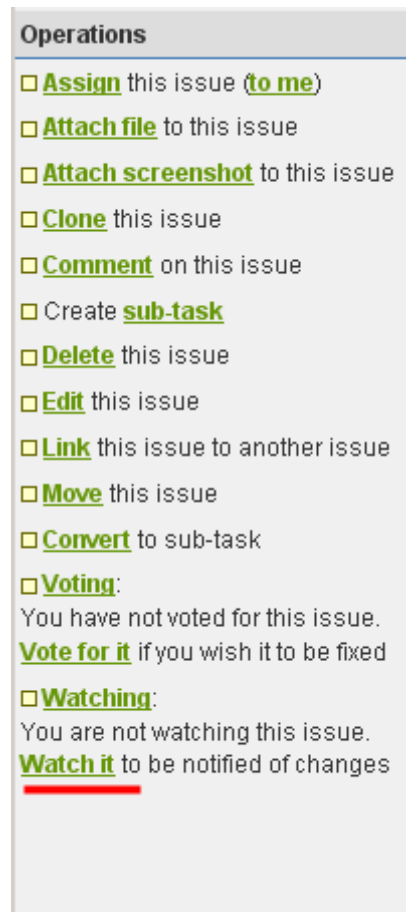 Operations
Assign this issue (to me)
Attach file to this issue
Attach screenshot to this issue
Clone this issue
Comment on this issue
Create sub-task
Delete this issue
Edit this issue
Link this issue to another issue
Move this issue
Convert to sub-task
Voting:
You have not voted for this issue.
Vote for it if you wish it to be fixed
Watching:
You are not watching this issue.
Watch it to be notified of changes